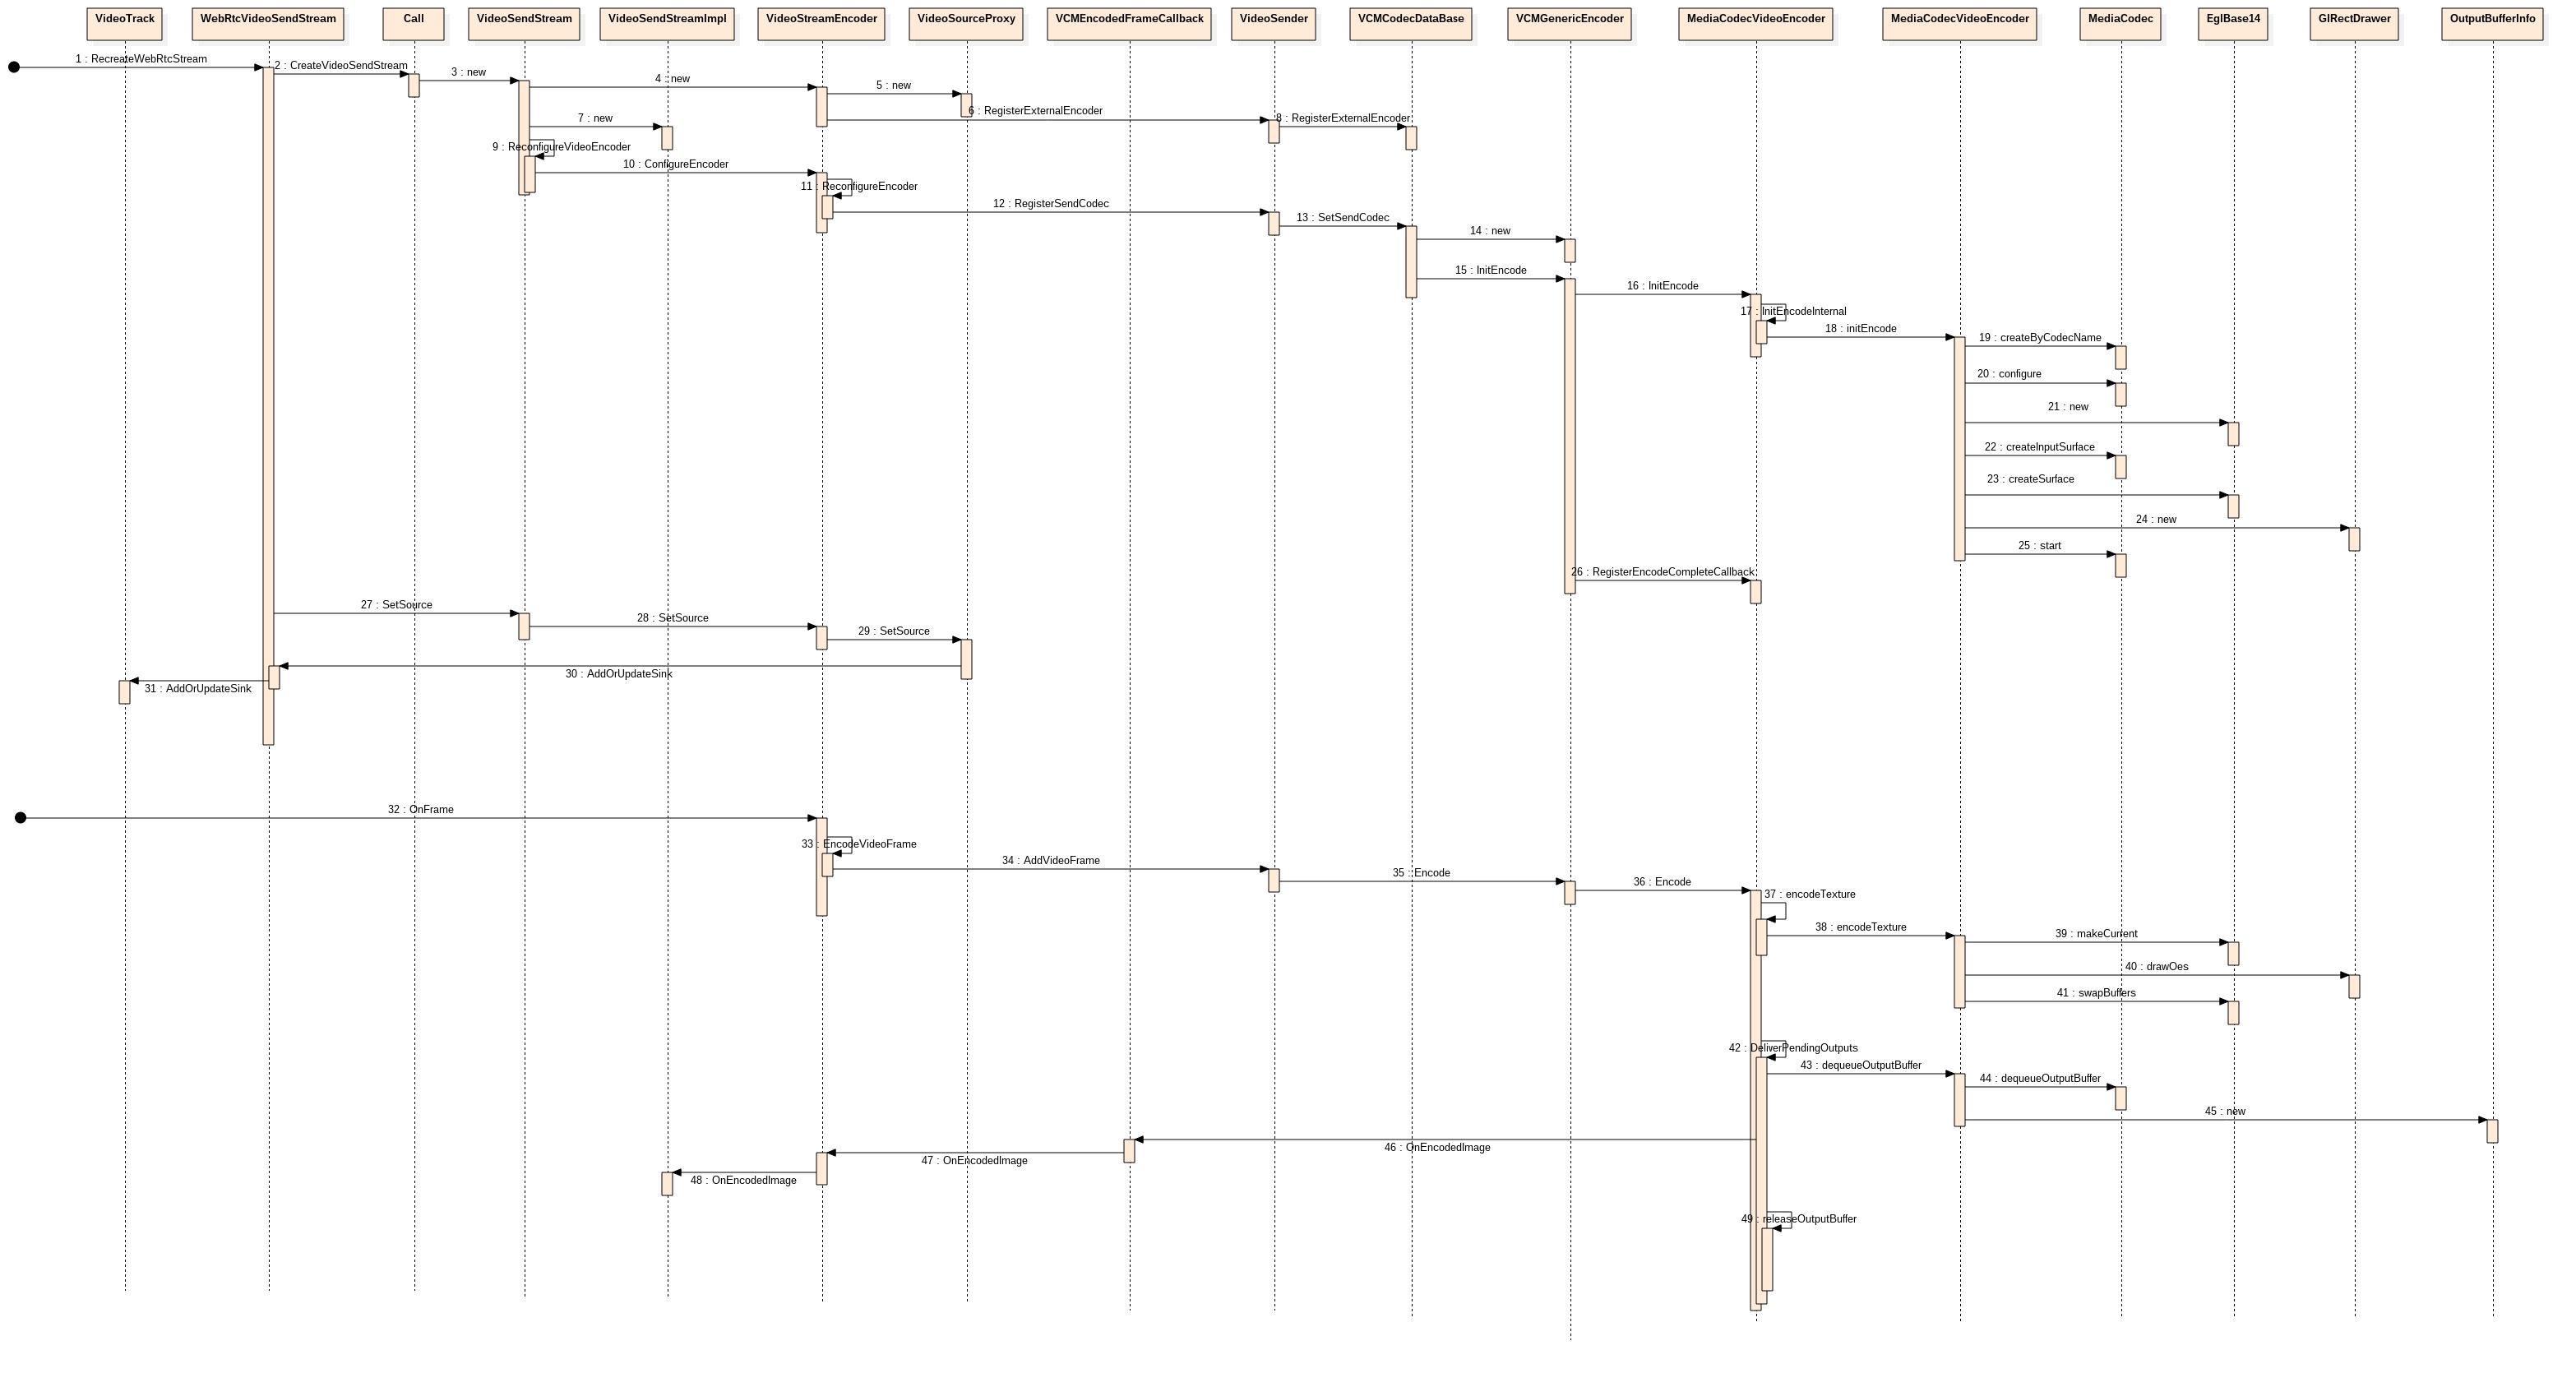 VideoTrack
WebRtcVideoSendStream
Call
VideoSendStream
VideoSendStreamImpl
VideoStreamEncoder
VideoSourceProxy
VCMEncodedFrameCallback
VideoSender
VCMCodecDataBase
VCMGenericEncoder
MediaCodecVideoEncoder
MediaCodecVideoEncoder
MediaCodec
EglBase14
GlRectDrawer
OutputBufferInfo
1 : RecreateWebRtcStream
2 : CreateVideoSendStream
3 : new
4 : new
5 : new
6 : RegisterExternalEncoder
7 : new
8 : RegisterExternalEncoder
9 : ReconfigureVideoEncoder
10 : ConfigureEncoder
11 : ReconfigureEncoder
12 : RegisterSendCodec
13 : SetSendCodec
14 : new
15 : InitEncode
16 : InitEncode
17 : InitEncodeInternal
18 : initEncode
19 : createByCodecName
20 : configure
21 : new
22 : createInputSurface
23 : createSurface
24 : new
25 : start
26 : RegisterEncodeCompleteCallback
27 : SetSource
28 : SetSource
29 : SetSource
30 : AddOrUpdateSink
31 : AddOrUpdateSink
32 : OnFrame
33 : EncodeVideoFrame
34 : AddVideoFrame
35 : Encode
36 : Encode
37 : encodeTexture
38 : encodeTexture
39 : makeCurrent
40 : drawOes
41 : swapBuffers
42 : DeliverPendingOutputs
43 : dequeueOutputBuffer
44 : dequeueOutputBuffer
45 : new
46 : OnEncodedImage
47 : OnEncodedImage
48 : OnEncodedImage
49 : releaseOutputBuffer